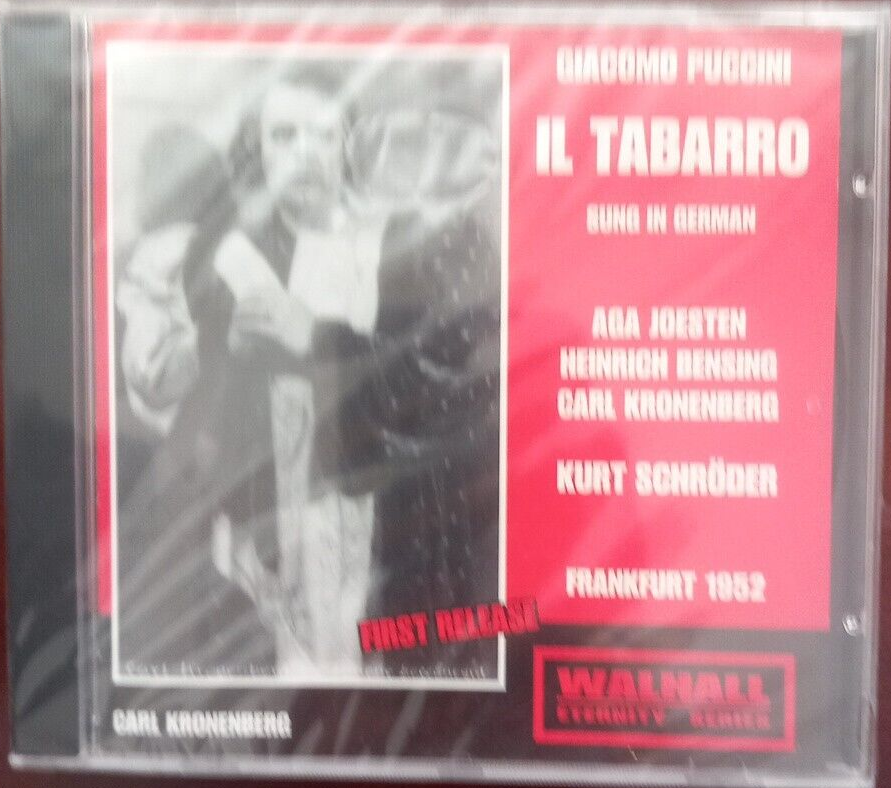 GIACOMO PUCCINI
IL TABARRO
SUNG IN GERMAN
AGA JOESTEN
HEINRICH BENSING
CARL KRONENBERG
KURT SCHRÖDER
FRANKFURT 1952
FIRST RELEASE
WALHALL
ETERNITY SERIES
CARL KRONENBERG